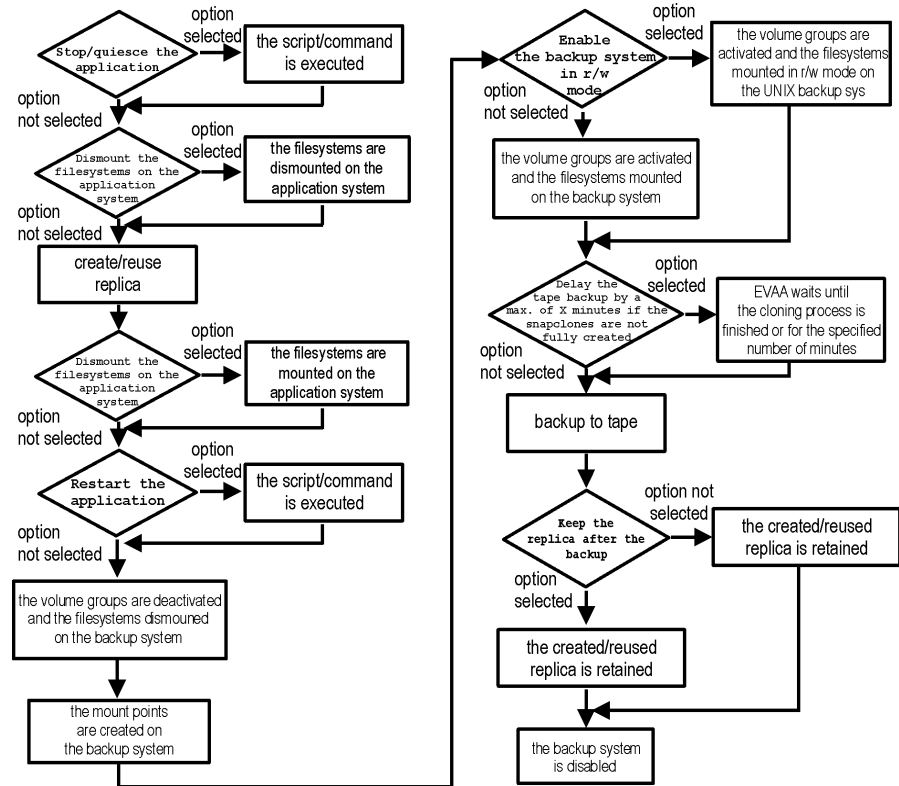 Stop/quiesce the
application
option
selected
the script/command
is executed
option
not selected
Dismount the
filesystems on the
application
system
option
selected
the filesystems are
dismounted on the
application system
option
not selected
create/reuse
replica
Dismount the
filesystems on the
application
system
option
selected
the filesystems are
mounted on the
application system
option
not selected
Restart the
application
option
selected
the script/command
is executed
option
not selected
the volume groups are deactivated
and the filesystems dismouned
on the backup system
the mount points
are created on
the backup system
Enable
the backup system
in r/w
mode
option
selected
the volume groups are
activated and the filesystems
mounted in r/w mode on
the UNIX backup sys
option
not selected
the volume groups are activated
and the filesystems mounted
on the backup system
Delay the
tape backup by a
max. of X minutes if the
snapclones are not
fully created
option
selected
EVAA waits until
the cloning process is
finished or for the specified
number of minutes
option
not selected
backup to tape
Keep the
replica after the
backup
option not
selected
the created/reused
replica is retained
option
selected
the created/reused
replica is retained
the backup system
is disabled